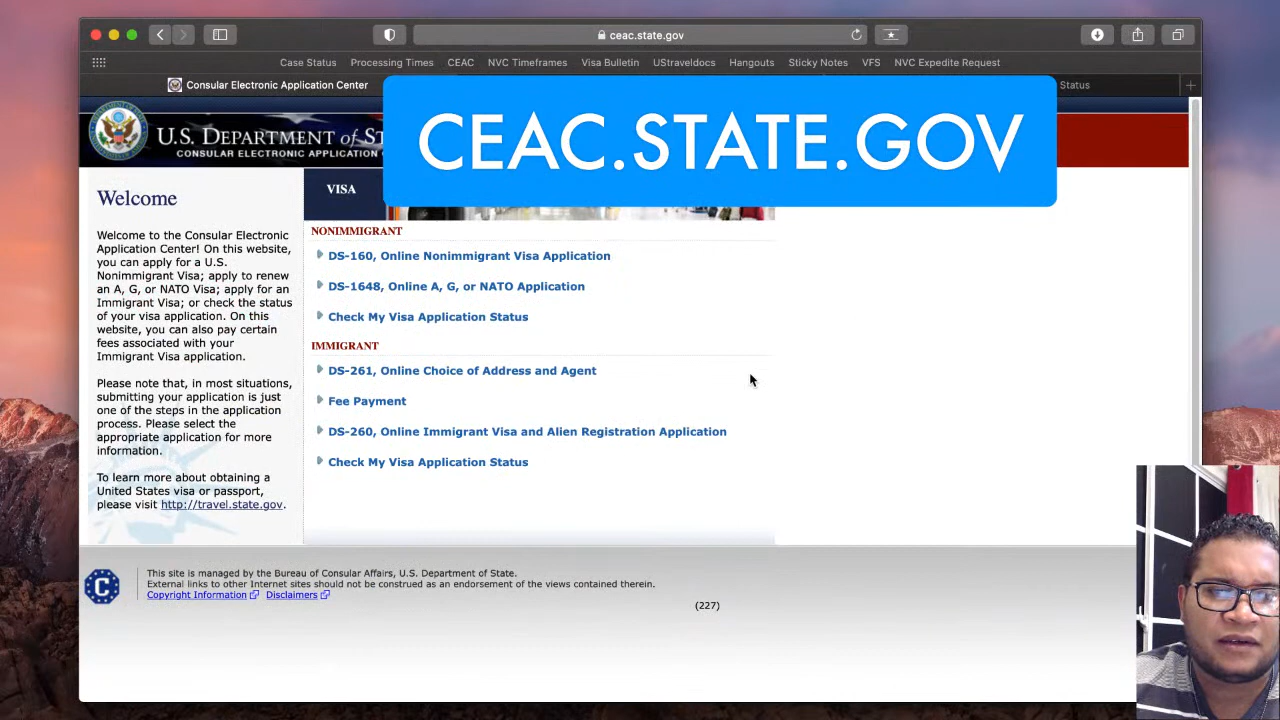 ceac.state.gov
Case Status Processing Times CEAC NVC Timeframes Visa Bulletin UStraveldocs Hangouts Sticky Notes VFS NVC Expedite Request
Consular Electronic Application Center
Status
CEAC.STATE.GOV
U.S. DEPARTMENT of
CONSULAR ELECTRONIC APPLICATION
Welcome
Welcome to the Consular Electronic
Application Center! On this website,
you can apply for a U.S.
Nonimmigrant Visa; apply to renew
an A, G, or NATO Visa; apply for an
Immigrant Visa; or check the status
of your visa application. On this
website, you can also pay certain
fees associated with your
Immigrant Visa application.
Please note that, in most situations,
submitting your application is just
one of the steps in the application
process. Please select the
appropriate application for more
information.
To learn more about obtaining a
United States visa or passport,
please visit http://travel.state.gov.
VISA
NONIMMIGRANT
DS-160, Online Nonimmigrant Visa Application
DS-1648, Online A, G, or NATO Application
Check My Visa Application Status
IMMIGRANT
DS-261, Online Choice of Address and Agent
Fee Payment
DS-260, Online Immigrant Visa and Alien Registration Application
Check My Visa Application Status
C
This site is managed by the Bureau of Consular Affairs, U.S. Department of State.
External links to other Internet sites should not be construed as an endorsement of the views contained therein.
Copyright Information Disclaimers
(227)